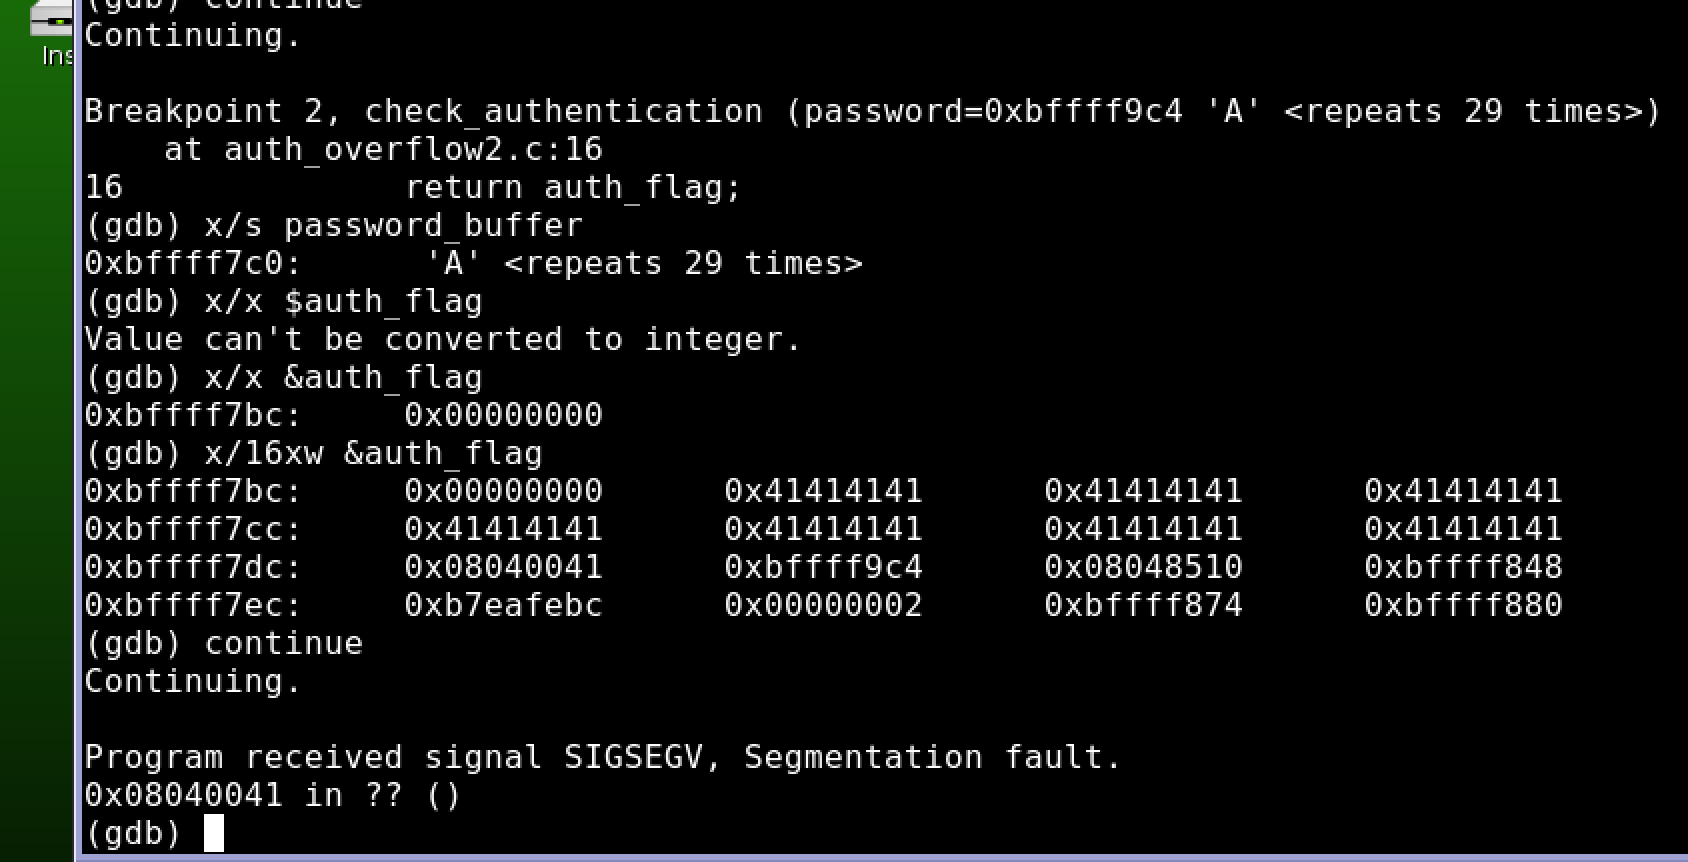 (gdb) continue
Ins
Continuing.
Breakpoint 2, check_authentication (password=0xbffff9c4 'A' <repeats 29 times>)
    at auth_overflow2.c:16
16              return auth_flag;
(gdb) x/s password_buffer
0xbffff7c0:      'A' <repeats 29 times>
(gdb) x/x $auth_flag
Value can't be converted to integer.
(gdb) x/x &auth_flag
0xbffff7bc:     0x00000000
(gdb) x/16xw &auth_flag
0xbffff7bc:     0x00000000      0x41414141      0x41414141      0x41414141
0xbffff7cc:     0x41414141      0x41414141      0x41414141      0x41414141
0xbffff7dc:     0x08040041      0xbffff9c4      0x08048510      0xbffff848
0xbffff7ec:     0xb7eafebc      0x00000002      0xbffff874      0xbffff880
(gdb) continue
Continuing.
Program received signal SIGSEGV, Segmentation fault.
0x08040041 in ?? ()
(gdb)